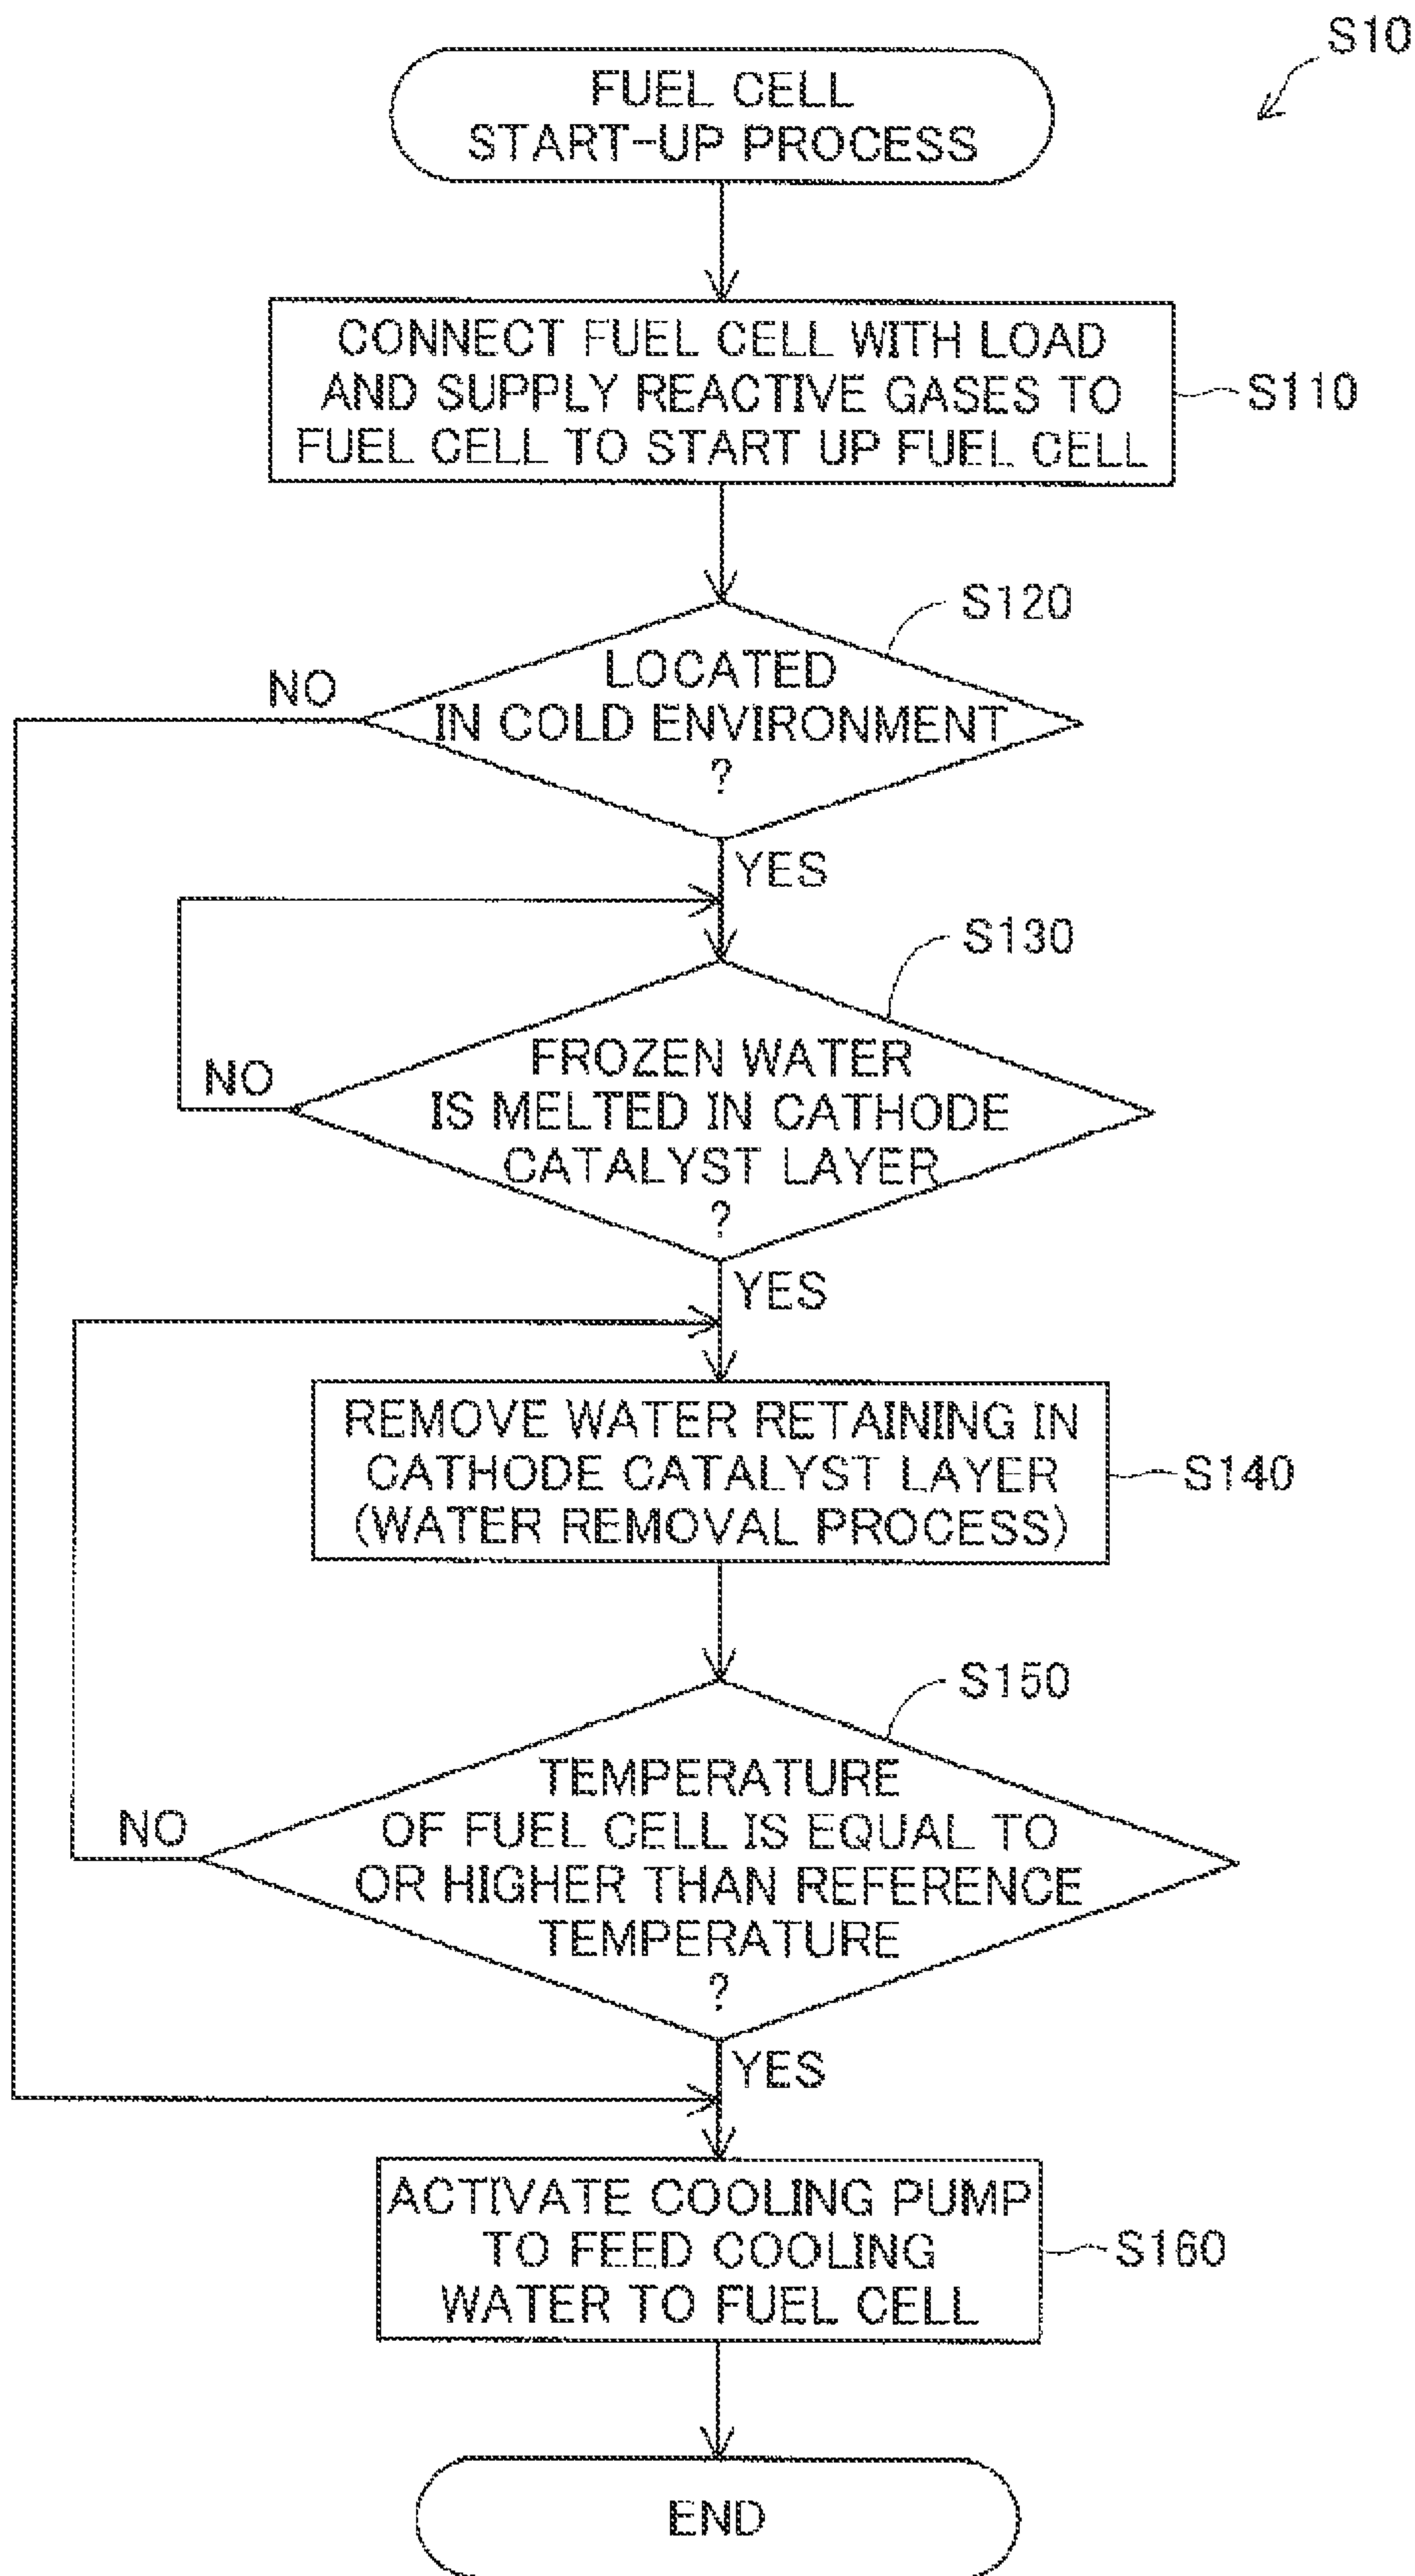 S10
FUEL CELL
START-UP PROCESS
CONNECT FUEL CELL WITH LOAD
AND SUPPLY REACTIVE GASES TO
FUEL CELL TO START UP FUEL CELL
S110
S120
LOCATED
IN COLD ENVIRONMENT
?
NO
YES
S130
FROZEN WATER
IS MELTED IN CATHODE
CATALYST LAYER
?
NO
YES
REMOVE WATER RETAINING IN
CATHODE CATALYST LAYER
(WATER REMOVAL PROCESS)
S140
S150
TEMPERATURE
OF FUEL CELL IS EQUAL TO
OR HIGHER THAN REFERENCE
TEMPERATURE
?
NO
YES
ACTIVATE COOLING PUMP
TO FEED COOLING
WATER TO FUEL CELL
S160
END